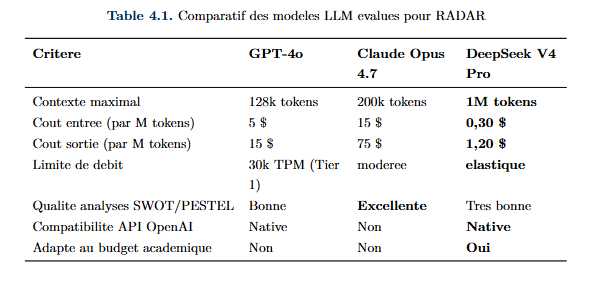 Table 4.1. Comparatif des modeles LLM evalues pour RADAR
Critere GPT-4o Claude Opus DeepSeek V4
4.7 Pro
Contexte maximal 128k tokens 200k tokens 1M tokens
Cout entree (par M tokens) 5 $ 15 $ 0,30 $
Cout sortie (par M tokens) 15 $ 75 $ 1,20 $
Limite de debit 30k TPM (Tier moderee elastique
1)
Qualite analyses SWOT/PESTEL Bonne Excellente Tres bonne
Compatibilite API OpenAI Native Non Native
Adapte au budget academique Non Non Oui